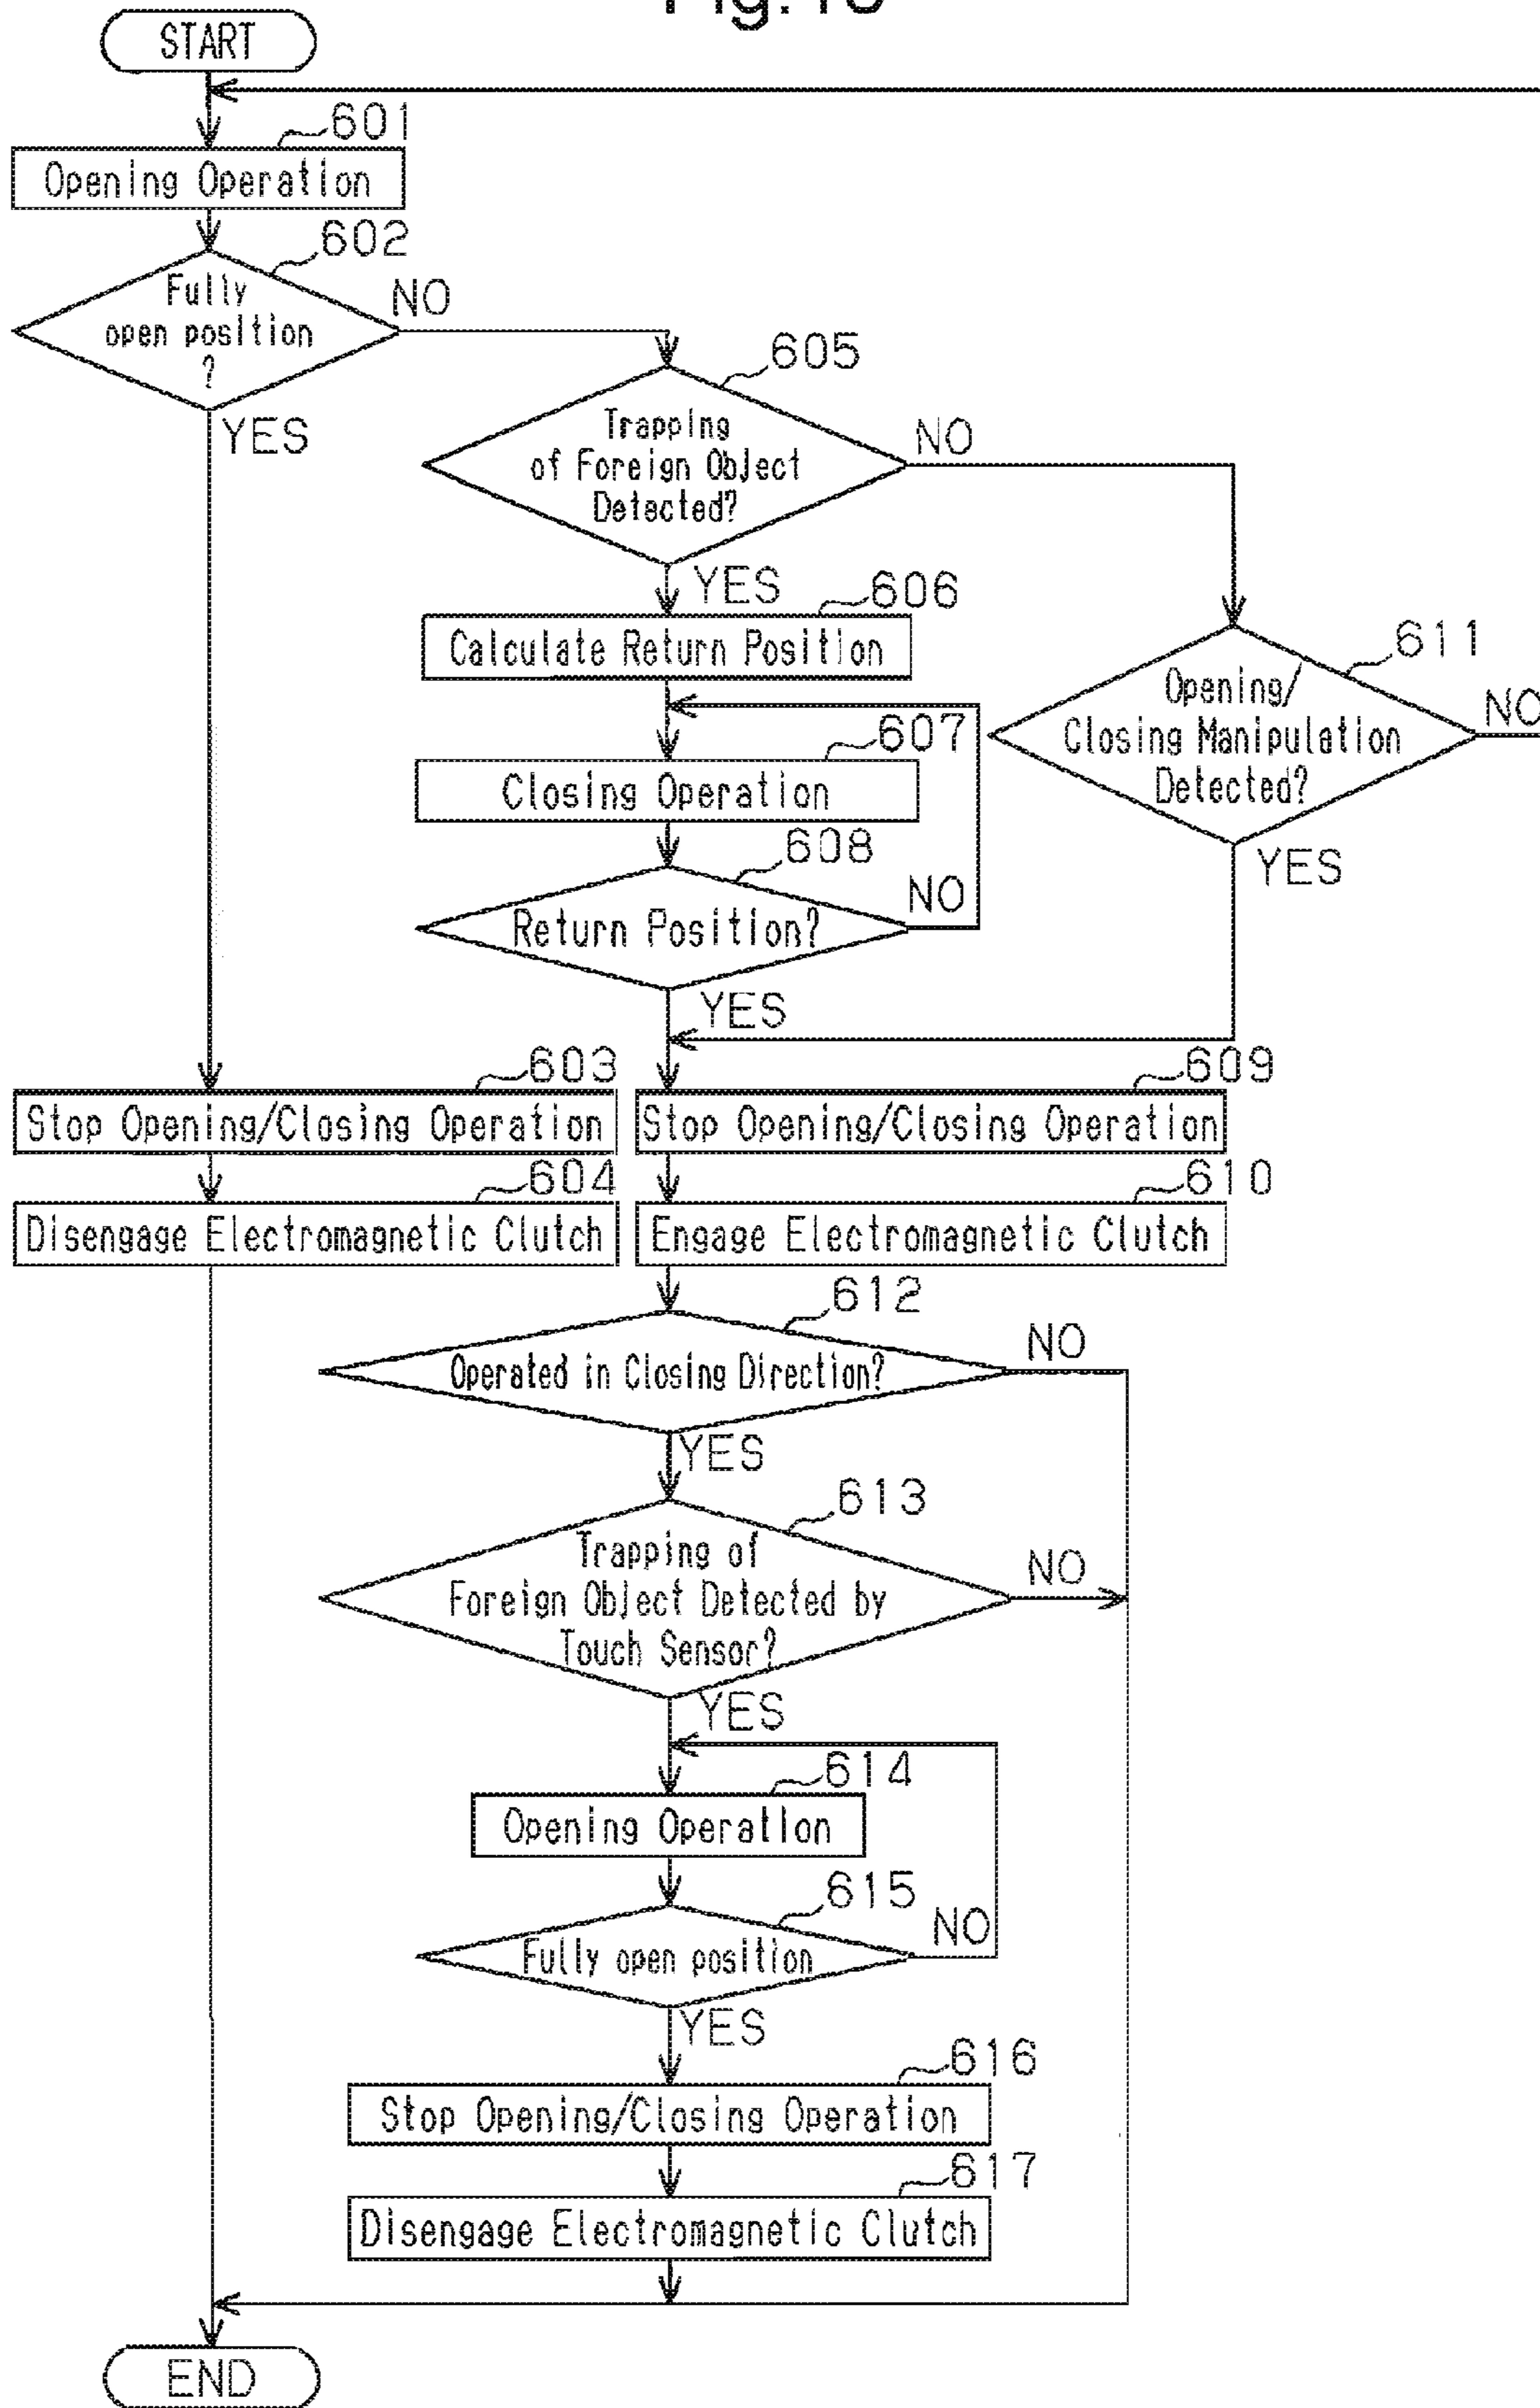 START
601
Opening Operation
602
Fully
open position
?
NO
YES
605
Trapping
of Foreign Object
Detected?
NO
YES
606
Calculate Return Position
611
Opening/
Closing Manipulation
Detected?
NO
YES
607
Closing Operation
608
Return Position?
NO
YES
603
Stop Opening/Closing Operation
609
Stop Opening/Closing Operation
604
Disengage Electromagnetic Clutch
610
Engage Electromagnetic Clutch
612
Operated in Closing Direction?
NO
YES
613
Trapping of
Foreign Object Detected by
Touch Sensor?
NO
YES
614
Opening Operation
615
Fully open position
NO
YES
616
Stop Opening/Closing Operation
617
Disengage Electromagnetic Clutch
END